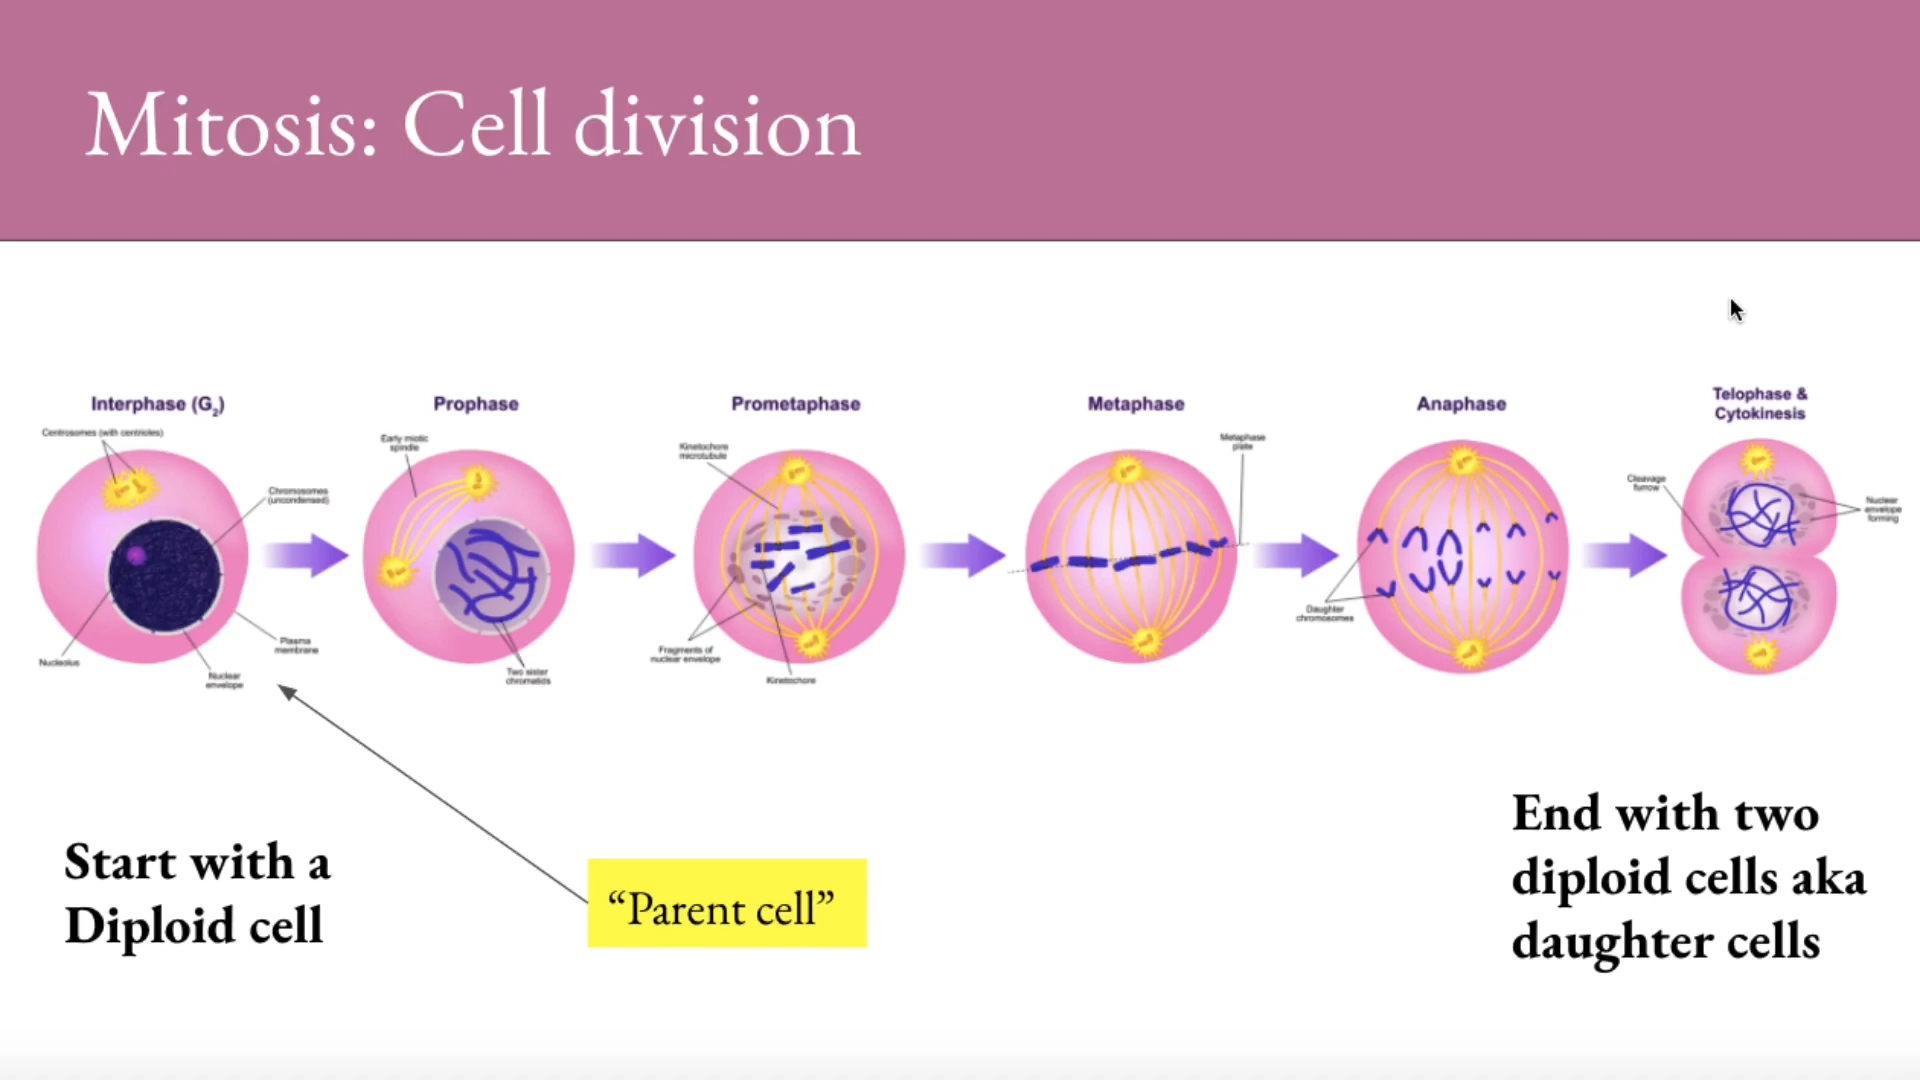 Mitosis: Cell division
Interphase (G2)
Centrosomes (with centrioles)
Chromosomes
(uncondensed)
Nucleolus
Nuclear
envelope
Plasma
membrane
Prophase
Early miotic
spindle
Two sister
chromatids
Prometaphase
Kinetochore
microtubule
Fragments of
nuclear envelope
Kinetochore
Metaphase
Metaphase
plate
Anaphase
Daughter
chromosomes
Telophase &
Cytokinesis
Cleavage
furrow
Nuclear
envelope
forming
Start with a
Diploid cell
“Parent cell”
End with two
diploid cells aka
daughter cells